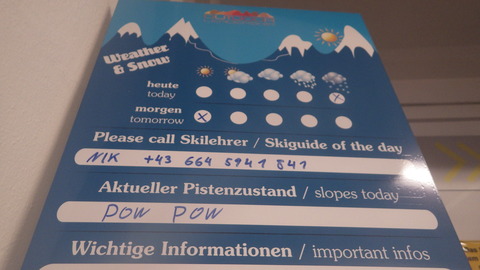 Weather
& Snow
heute
today
morgen
tomorrow
Please call Skilehrer / Skiguide of the day
NIK +43 664 5941 541
Aktueller Pistenzustand / slopes today
POW POW
Wichtige Informationen / important infos